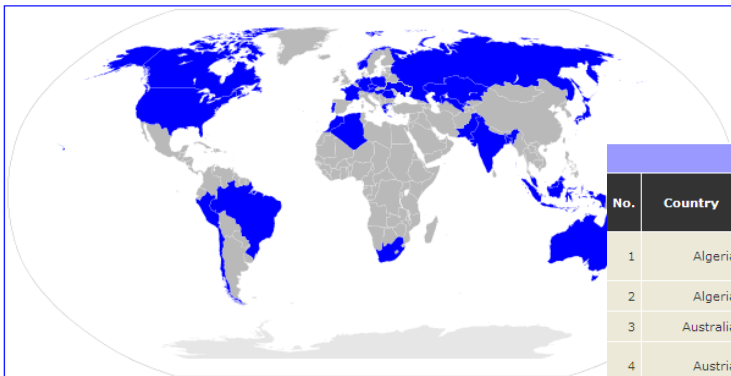 No. Country
1 Algeria
2 Algeria
3 Australia
4 Austria